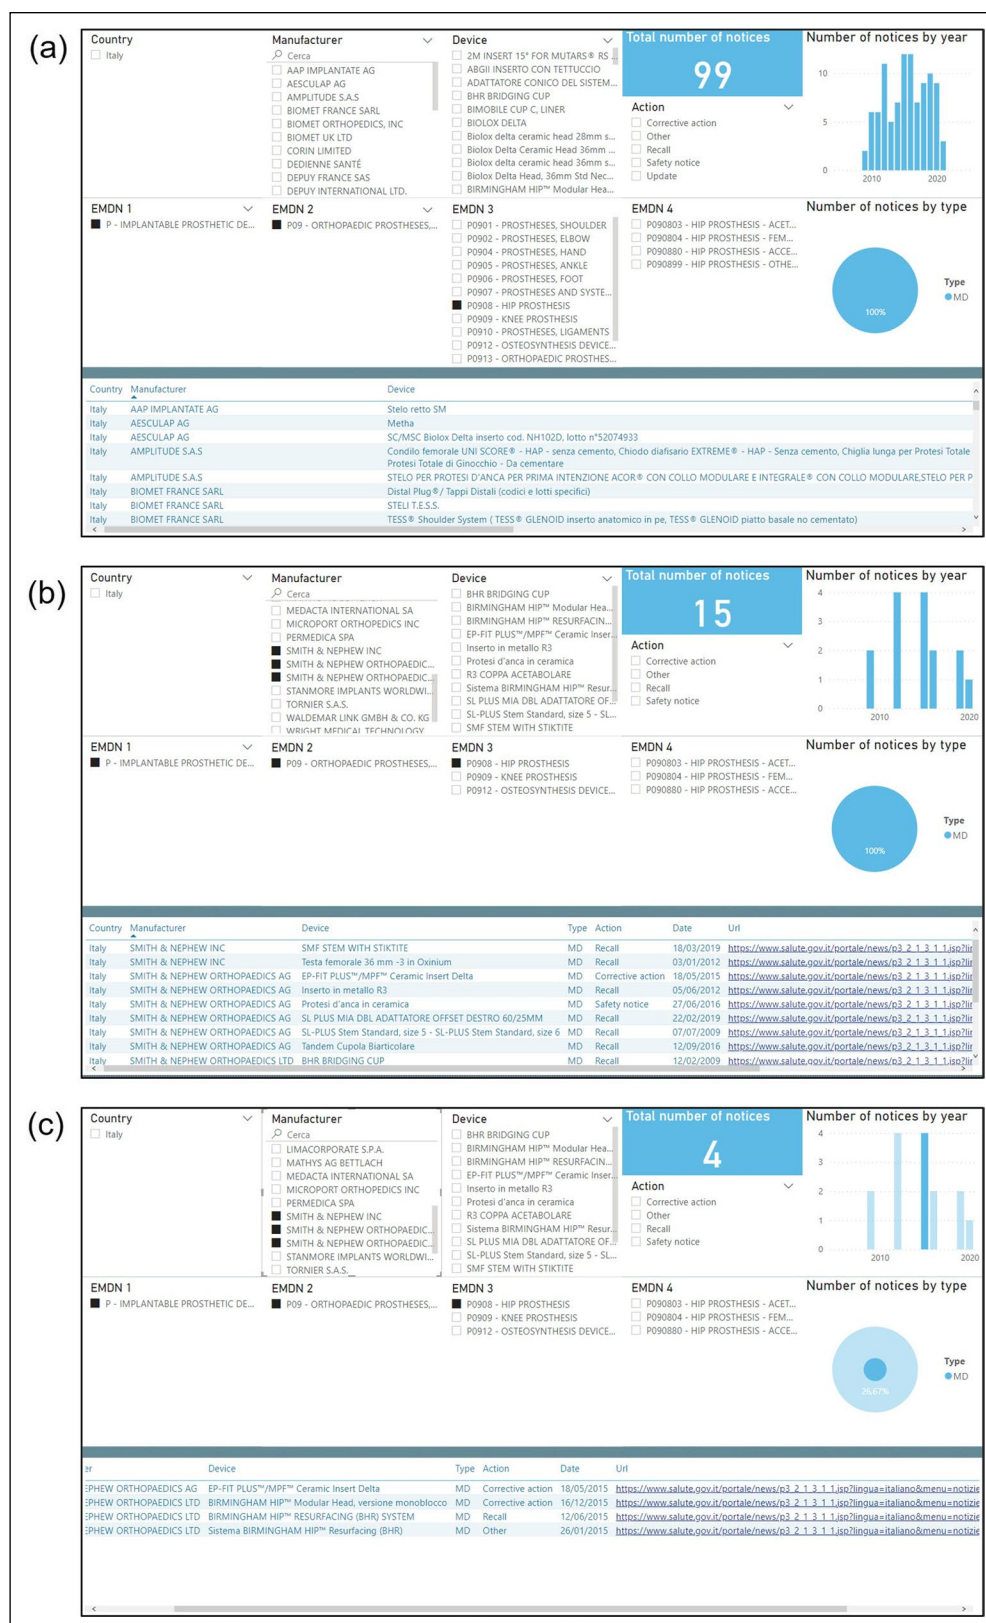 (a)
Country
Italy
Manufacturer
Cerca
AAP IMPLANTATE AG
AESCULAP AG
AMPLITUDE S.A.S
BIOMET FRANCE SARL
BIOMET ORTHOPEDICS, INC
BIOMET UK LTD
CORIN LIMITED
DEDIENNE SANTÉ
DEPUY FRANCE SAS
DEPUY INTERNATIONAL LTD.
Device
2M INSERT 15° FOR MUTARS® RS ...
ABGII INSERTO CON TETTUCCIO
ADATTATORE CONICO DEL SISTEM...
BHR BRIDGING CUP
BIMOBILE CUP C, LINER
BIOLOX DELTA
Biolox delta ceramic head 28mm s...
Biolox Delta Ceramic Head 36mm ...
Biolox delta ceramic head 36mm s...
Biolox Delta Head, 36mm Std Nec...
BIRMINGHAM HIP™ Modular Hea...
Total number of notices
99
Action
Corrective action
Other
Recall
Safety notice
Update
Number of notices by year
10
5
0
2010
2020
EMDN 1
P - IMPLANTABLE PROSTHETIC DE...
EMDN 2
P09 - ORTHOPAEDIC PROSTHESES,...
EMDN 3
P0901 - PROSTHESES, SHOULDER
P0902 - PROSTHESES, ELBOW
P0904 - PROSTHESES, HAND
P0905 - PROSTHESES, ANKLE
P0906 - PROSTHESES, FOOT
P0907 - PROSTHESES AND SYSTE...
P0908 - HIP PROSTHESIS
P0909 - KNEE PROSTHESIS
P0910 - PROSTHESES, LIGAMENTS
P0912 - OSTEOSYNTHESIS DEVICE...
P0913 - ORTHOPAEDIC PROSTHES...
EMDN 4
P090803 - HIP PROSTHESIS - ACET...
P090804 - HIP PROSTHESIS - FEM...
P090880 - HIP PROSTHESIS - ACCE...
P090899 - HIP PROSTHESIS - OTHE...
Number of notices by type
100%
Type
MD
Country Manufacturer Device
Italy AAP IMPLANTATE AG Stelo retto SM
Italy AESCULAP AG Metha
Italy AESCULAP AG SC/MSC Biolox Delta inserto cod. NH102D, lotto n°52074933
Italy AMPLITUDE S.A.S Condilo femorale UNI SCORE® - HAP - senza cemento, Chiodo diafisario EXTREME® - HAP - Senza cemento, Chiglia lunga per Protesi Totale
Protesi Totale di Ginocchio - Da cementare
Italy AMPLITUDE S.A.S STELO PER PROTESI D'ANCA PER PRIMA INTENZIONE ACOR® CON COLLO MODULARE E INTEGRALE® CON COLLO MODULARE,STELO PER P
Italy BIOMET FRANCE SARL Distal Plug®/ Tappi Distali (codici e lotti specifici)
Italy BIOMET FRANCE SARL STELI T.E.S.S.
Italy BIOMET FRANCE SARL TESS® Shoulder System ( TESS® GLENOID inserto anatomico in pe, TESS® GLENOID piatto basale no cementato)
(b)
Country
Italy
Manufacturer
Cerca
MEDACTA INTERNATIONAL SA
MICROPORT ORTHOPEDICS INC
PERMEDICA SPA
SMITH & NEPHEW INC
SMITH & NEPHEW ORTHOPAEDIC...
SMITH & NEPHEW ORTHOPAEDIC...
STANMORE IMPLANTS WORLDWI...
TORNIER S.A.S.
WALDEMAR LINK GMBH & CO. KG
WRIGHT MEDICAL TECHNOLOGY
Device
BHR BRIDGING CUP
BIRMINGHAM HIP™ Modular Hea...
BIRMINGHAM HIP™ RESURFACIN...
EP-FIT PLUS™/MPF™ Ceramic Inser...
Inserto in metallo R3
Protesi d'anca in ceramica
R3 COPPA ACETABOLARE
Sistema BIRMINGHAM HIP™ Resur...
SL PLUS MIA DBL ADATTATORE OF...
SL-PLUS Stem Standard, size 5 - SL...
SMF STEM WITH STIKTITE
Total number of notices
15
Action
Corrective action
Other
Recall
Safety notice
Number of notices by year
4
3
2
1
0
2010
2020
EMDN 1
P - IMPLANTABLE PROSTHETIC DE...
EMDN 2
P09 - ORTHOPAEDIC PROSTHESES,...
EMDN 3
P0908 - HIP PROSTHESIS
P0909 - KNEE PROSTHESIS
P0912 - OSTEOSYNTHESIS DEVICE...
EMDN 4
P090803 - HIP PROSTHESIS - ACET...
P090804 - HIP PROSTHESIS - FEM...
P090880 - HIP PROSTHESIS - ACCE...
Number of notices by type
100%
Type
MD
Country Manufacturer Device Type Action Date Url
Italy SMITH & NEPHEW INC SMF STEM WITH STIKTITE MD Recall 18/03/2019 https://www.salute.gov.it/portale/news/p3_2_1_3_1_1.jsp?lir
Italy SMITH & NEPHEW INC Testa femorale 36 mm -3 in Oxinium MD Recall 03/01/2012 https://www.salute.gov.it/portale/news/p3_2_1_3_1_1.jsp?lir
Italy SMITH & NEPHEW ORTHOPAEDICS AG EP-FIT PLUS™/MPF™ Ceramic Insert Delta MD Corrective action 18/05/2015 https://www.salute.gov.it/portale/news/p3_2_1_3_1_1.jsp?lir
Italy SMITH & NEPHEW ORTHOPAEDICS AG Inserto in metallo R3 MD Recall 05/06/2012 https://www.salute.gov.it/portale/news/p3_2_1_3_1_1.jsp?lir
Italy SMITH & NEPHEW ORTHOPAEDICS AG Protesi d'anca in ceramica MD Safety notice 27/06/2016 https://www.salute.gov.it/portale/news/p3_2_1_3_1_1.jsp?lir
Italy SMITH & NEPHEW ORTHOPAEDICS AG SL PLUS MIA DBL ADATTATORE OFFSET DESTRO 60/25MM MD Recall 22/02/2019 https://www.salute.gov.it/portale/news/p3_2_1_3_1_1.jsp?lir
Italy SMITH & NEPHEW ORTHOPAEDICS AG SL-PLUS Stem Standard, size 5 - SL-PLUS Stem Standard, size 6 MD Recall 07/07/2009 https://www.salute.gov.it/portale/news/p3_2_1_3_1_1.jsp?lir
Italy SMITH & NEPHEW ORTHOPAEDICS AG Tandem Cupola Biarticolare MD Recall 12/09/2016 https://www.salute.gov.it/portale/news/p3_2_1_3_1_1.jsp?lir
Italy SMITH & NEPHEW ORTHOPAEDICS LTD BHR BRIDGING CUP MD Recall 12/02/2009 https://www.salute.gov.it/portale/news/p3_2_1_3_1_1.jsp?lir
(c)
Country
Italy
Manufacturer
Cerca
LIMACORPORATE S.P.A.
MATHYS AG BETTLACH
MEDACTA INTERNATIONAL SA
MICROPORT ORTHOPEDICS INC
PERMEDICA SPA
SMITH & NEPHEW INC
SMITH & NEPHEW ORTHOPAEDIC...
SMITH & NEPHEW ORTHOPAEDIC...
STANMORE IMPLANTS WORLDWI...
TORNIER S.A.S.
Device
BHR BRIDGING CUP
BIRMINGHAM HIP™ Modular Hea...
BIRMINGHAM HIP™ RESURFACIN...
EP-FIT PLUS™/MPF™ Ceramic Inser...
Inserto in metallo R3
Protesi d'anca in ceramica
R3 COPPA ACETABOLARE
Sistema BIRMINGHAM HIP™ Resur...
SL PLUS MIA DBL ADATTATORE OF...
SL-PLUS Stem Standard, size 5 - SL...
SMF STEM WITH STIKTITE
Total number of notices
4
Action
Corrective action
Other
Recall
Safety notice
Number of notices by year
4
3
2
1
0
2010
2020
EMDN 1
P - IMPLANTABLE PROSTHETIC DE...
EMDN 2
P09 - ORTHOPAEDIC PROSTHESES,...
EMDN 3
P0908 - HIP PROSTHESIS
P0909 - KNEE PROSTHESIS
P0912 - OSTEOSYNTHESIS DEVICE...
EMDN 4
P090803 - HIP PROSTHESIS - ACET...
P090804 - HIP PROSTHESIS - FEM...
P090880 - HIP PROSTHESIS - ACCE...
Number of notices by type
26,67%
Type
MD
er Device Type Action Date Url
EPHEW ORTHOPAEDICS AG EP-FIT PLUS™/MPF™ Ceramic Insert Delta MD Corrective action 18/05/2015 https://www.salute.gov.it/portale/news/p3_2_1_3_1_1.jsp?lingua=italiano&menu=notizie
EPHEW ORTHOPAEDICS LTD BIRMINGHAM HIP™ Modular Head, versione monoblocco MD Corrective action 16/12/2015 https://www.salute.gov.it/portale/news/p3_2_1_3_1_1.jsp?lingua=italiano&menu=notizie
EPHEW ORTHOPAEDICS LTD BIRMINGHAM HIP™ RESURFACING (BHR) SYSTEM MD Recall 12/06/2015 https://www.salute.gov.it/portale/news/p3_2_1_3_1_1.jsp?lingua=italiano&menu=notizie
EPHEW ORTHOPAEDICS LTD Sistema BIRMINGHAM HIP™ Resurfacing (BHR) MD Other 26/01/2015 https://www.salute.gov.it/portale/news/p3_2_1_3_1_1.jsp?lingua=italiano&menu=notizie